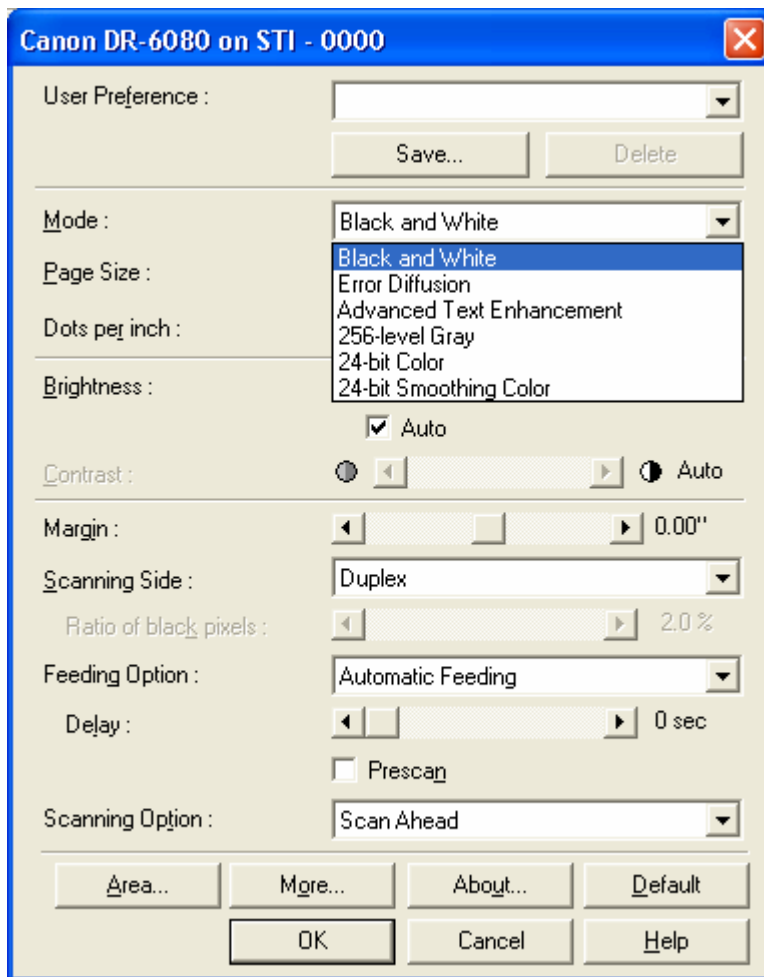 Canon DR-6080 on STI - 0000
User Preference :
Save... Delete
Mode : Black and White
Black and White
Page Size :
Error Diffusion
Advanced Text Enhancement
Dots per inch : 256-level Gray
24-bit Color
Brightness : 24-bit Smoothing Color
Auto
Contrast : Auto
Margin : 0.00"
Scanning Side : Duplex
Ratio of black pixels : 2.0 %
Feeding Option : Automatic Feeding
Delay : 0 sec
Prescan
Scanning Option : Scan Ahead
Area... More... About... Default
OK Cancel Help